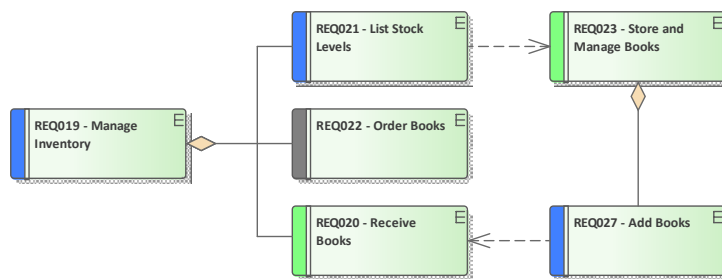 REQ021 - List Stock
Levels
REQ023 - Store and
Manage Books
REQ019 - Manage
Inventory
REQ022 - Order Books
REQ020 - Receive
Books
REQ027 - Add Books